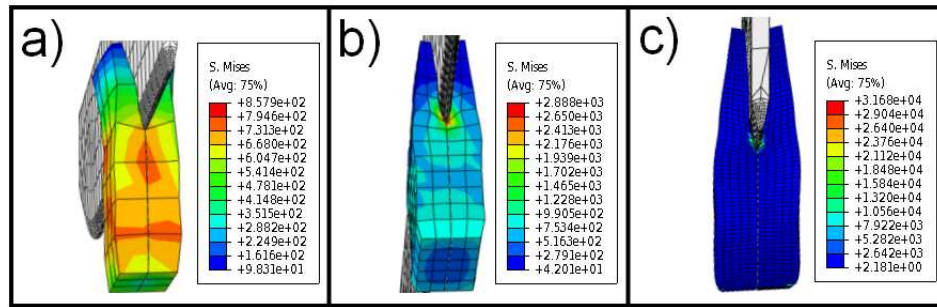 a)
S. Mises
(Avg: 75%)
+8.579e+02
+7.946e+02
+7.313e+02
+6.680e+02
+6.047e+02
+5.414e+02
+4.781e+02
+4.148e+02
+3.515e+02
+2.882e+02
+2.249e+02
+1.616e+02
+9.831e+01
b)
S. Mises
(Avg: 75%)
+2.888e+03
+2.650e+03
+2.413e+03
+2.176e+03
+1.939e+03
+1.702e+03
+1.465e+03
+1.228e+03
+9.905e+02
+7.534e+02
+5.163e+02
+2.791e+02
+4.201e+01
c)
S. Mises
(Avg: 75%)
+3.168e+04
+2.904e+04
+2.640e+04
+2.376e+04
+2.112e+04
+1.848e+04
+1.584e+04
+1.320e+04
+1.056e+04
+7.922e+03
+5.282e+03
+2.642e+03
+2.181e+00